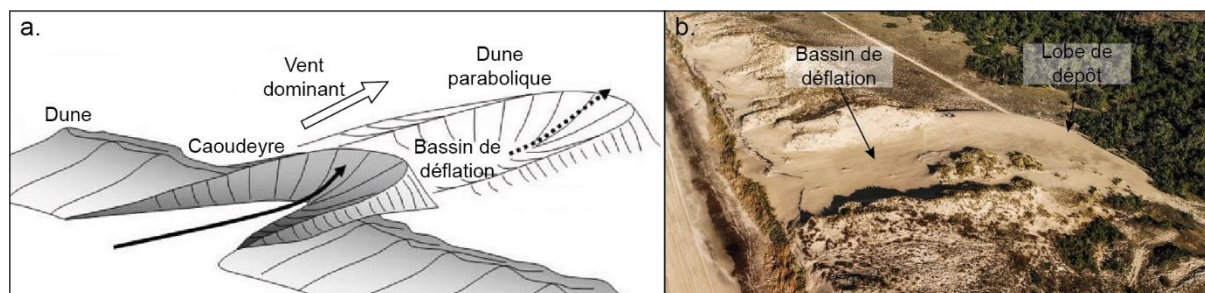 a.
Vent
dominant
Dune
parabolique
Dune
Caoudeyre
Bassin de
déflation
b.
Bassin de
déflation
Lobe de
dépôt